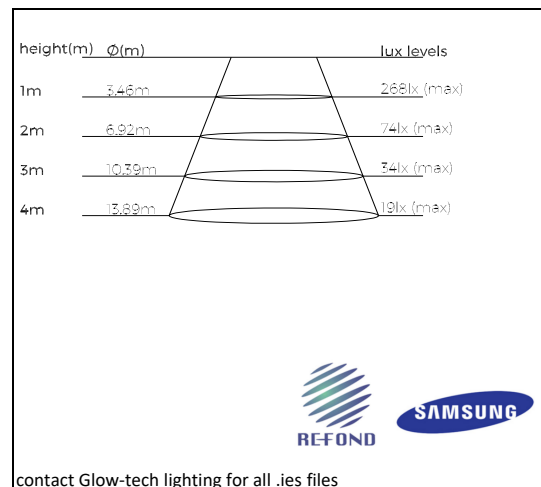 height(m) Ø(m) lux levels
1m 3.46m 268lx (max)
2m 6.92m 74lx (max)
3m 10.39m 34lx (max)
4m 13.89m 19lx (max)
REFOND SAMSUNG
contact Glow-tech lighting for all .ies files